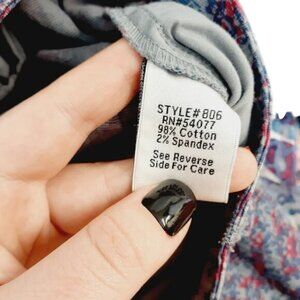 STYLE# 806
RN#54077
98% Cotton
2% Spandex
See Reverse
Side For Care